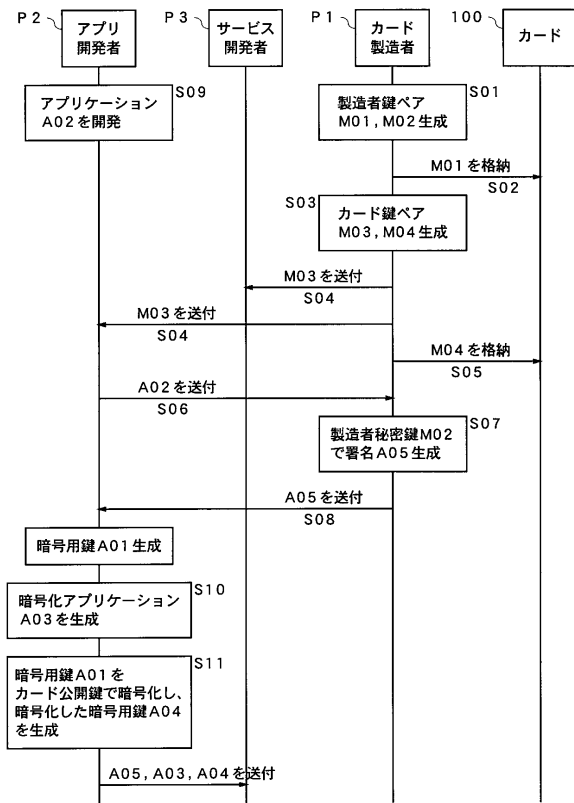 P2
アプリ
開発者
P3
サービス
開発者
P1
カード
製造者
100
カード
アプリケーション
A02を開発
S09
製造者鍵ペア
M01,M02生成
S01
M01を格納
S02
S03
カード鍵ペア
M03,M04生成
M03を送付
S04
M03を送付
S04
M04を格納
S05
A02を送付
S06
製造者秘密鍵M02
で署名A05生成
S07
A05を送付
S08
暗号用鍵A01生成
暗号化アプリケーション
A03を生成
S10
暗号用鍵A01を
カード公開鍵で暗号化し、
暗号化した暗号用鍵A04
を生成
S11
A05,A03,A04を送付